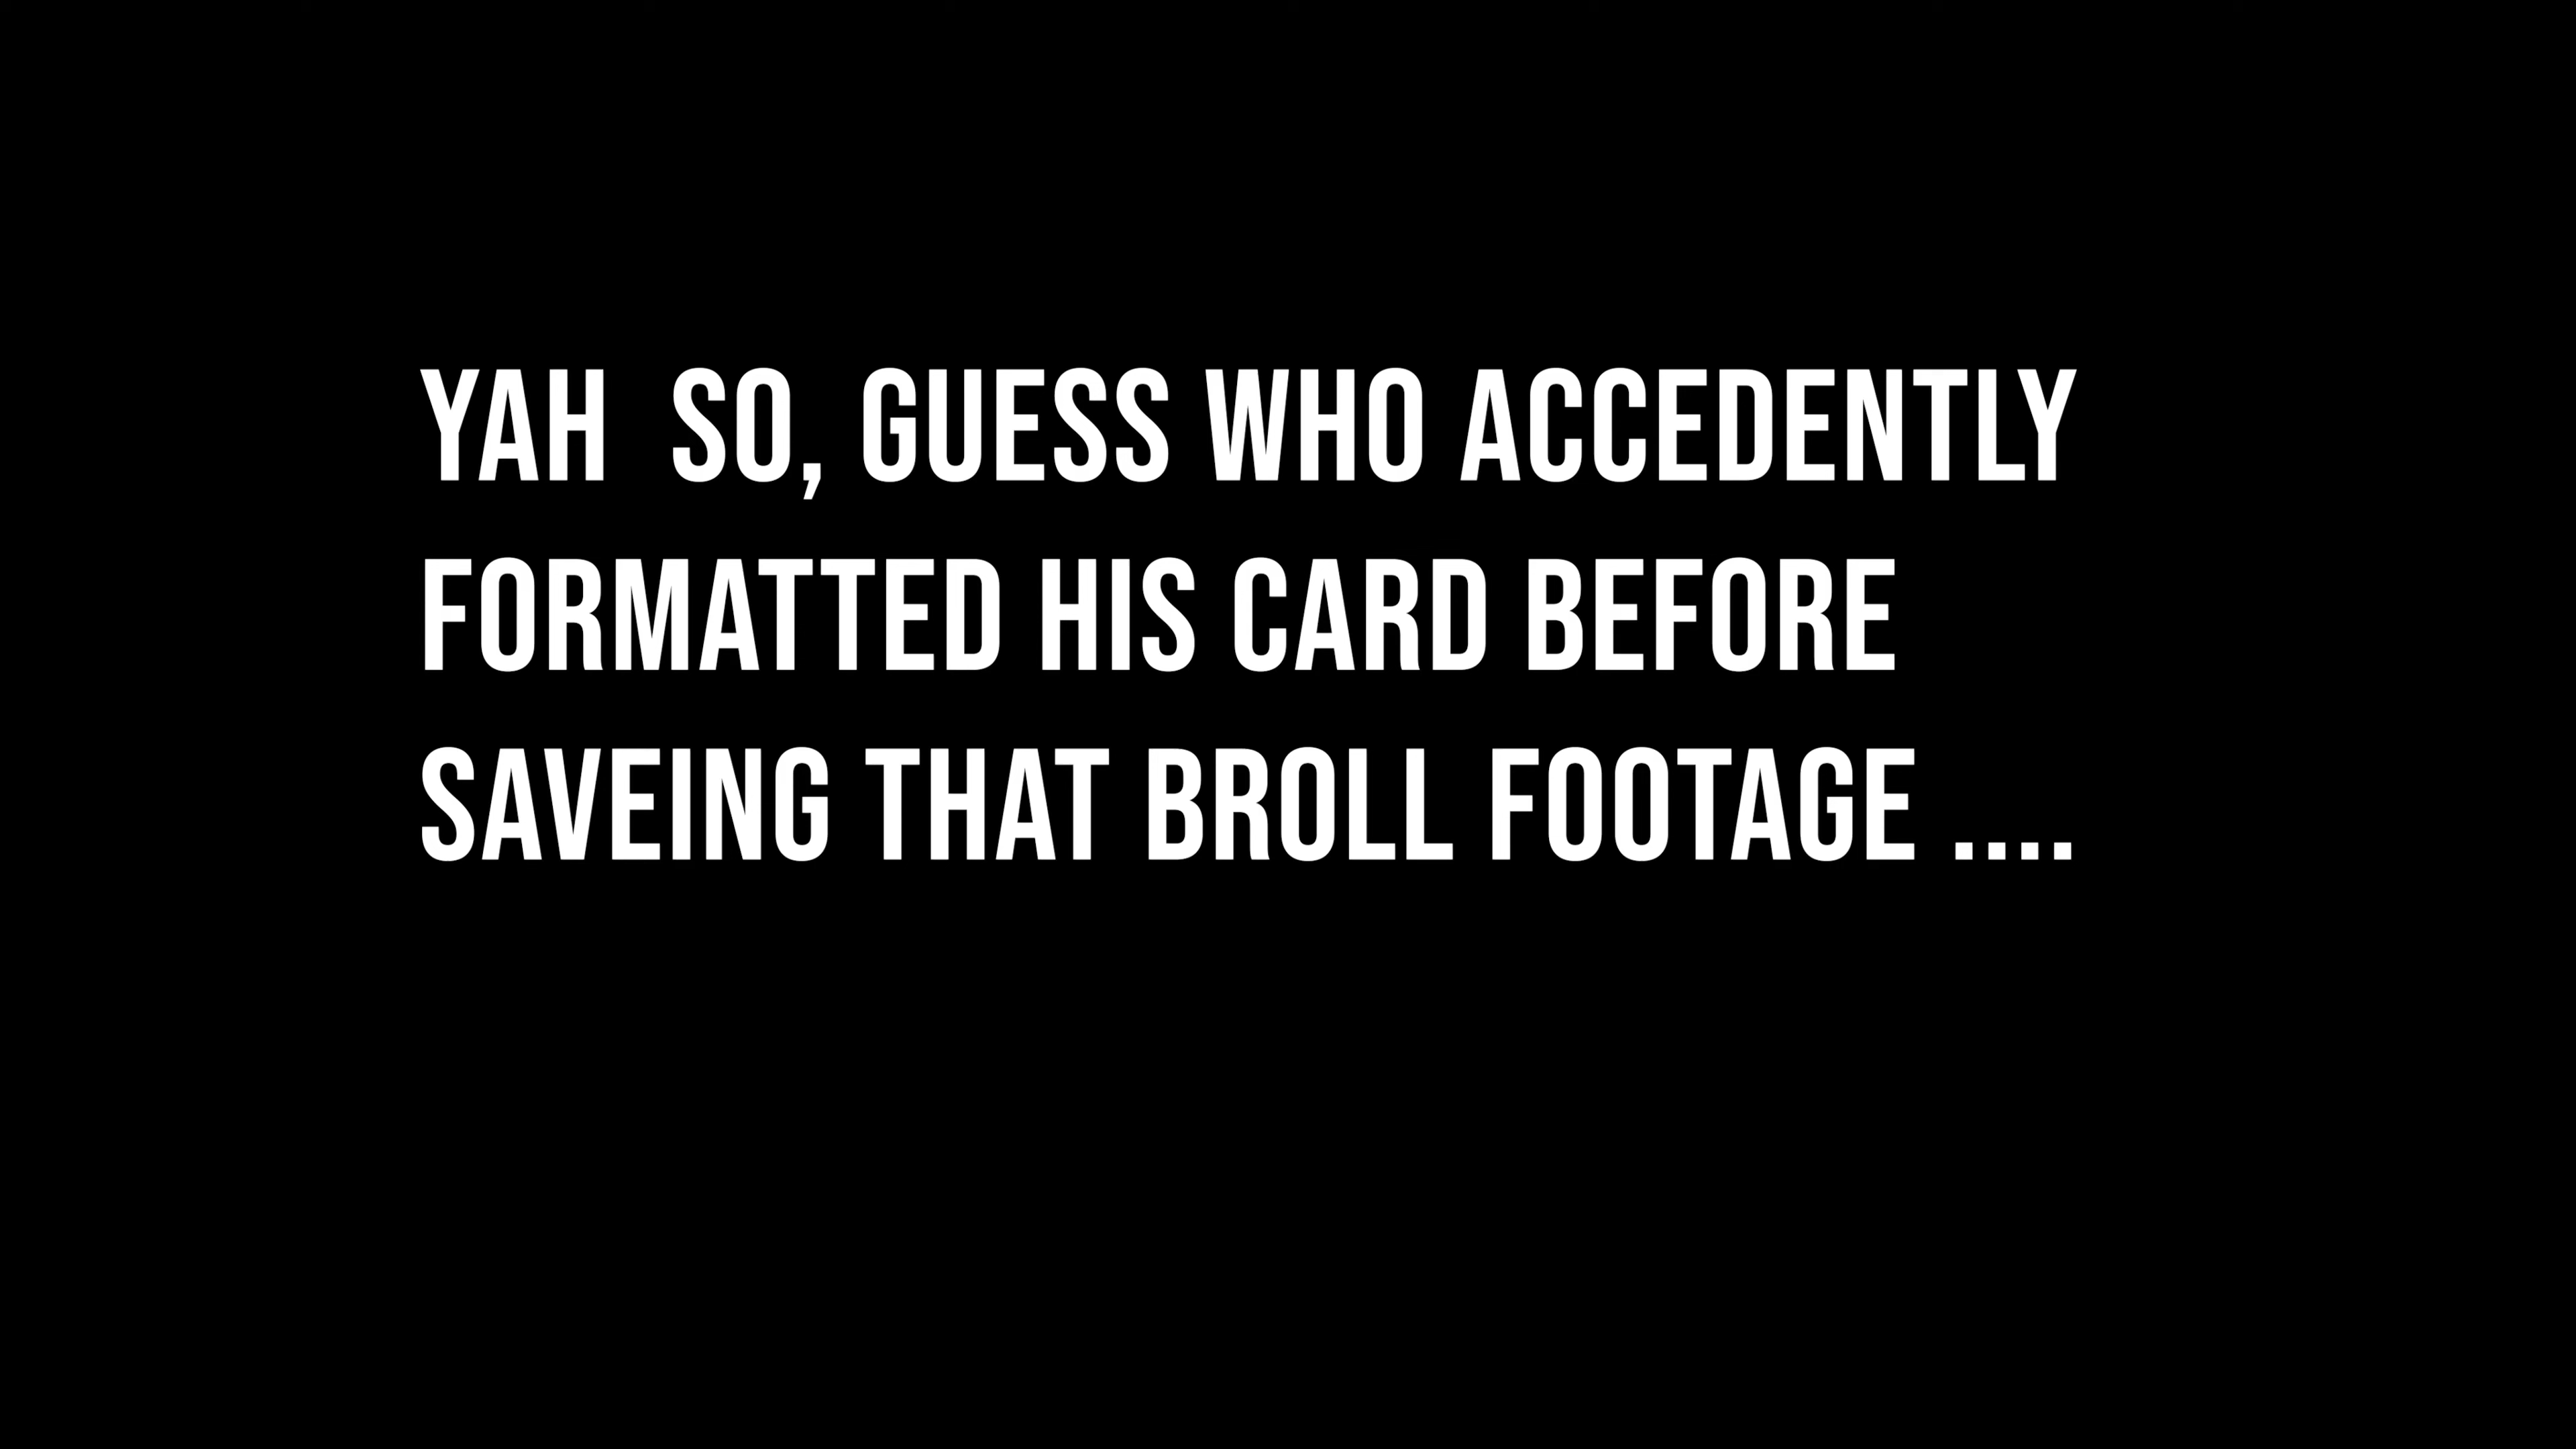 YAH  SO, GUESS WHO ACCEDENTLY
FORMATTED HIS CARD BEFORE
SAVEING THAT BROLL FOOTAGE ....